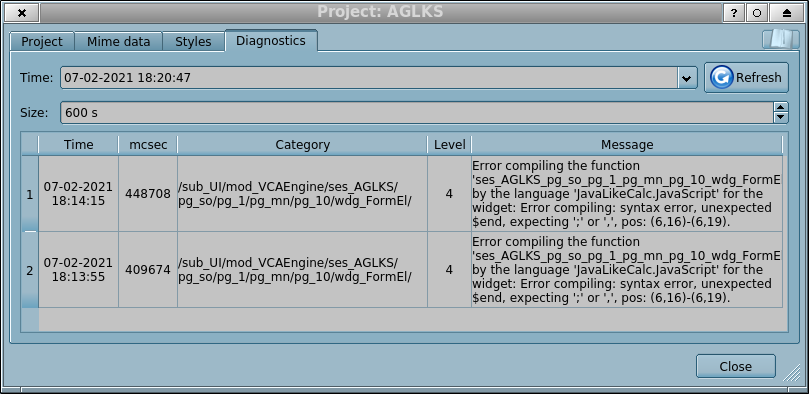 Project: AGLKS
?
Project Mime data Styles Diagnostics
Time: 07-02-2021 18:20:47 Refresh
Size: 600 s
Time mcsec Category Level Message
1
07-02-2021
18:14:15
448708
/sub_UI/mod_VCAEngine/ses_AGLKS/
pg_so/pg_1/pg_mn/pg_10/wdg_FormEl/
4
Error compiling the function
'ses_AGLKS_pg_so_pg_1_pg_mn_pg_10_wdg_FormE
by the language 'JavaLikeCalc.JavaScript' for the
widget: Error compiling: syntax error, unexpected
$end, expecting ';' or ',', pos: (6,16)-(6,19).
2
07-02-2021
18:13:55
409674
/sub_UI/mod_VCAEngine/ses_AGLKS/
pg_so/pg_1/pg_mn/pg_10/wdg_FormEl/
4
Error compiling the function
'ses_AGLKS_pg_so_pg_1_pg_mn_pg_10_wdg_FormE
by the language 'JavaLikeCalc.JavaScript' for the
widget: Error compiling: syntax error, unexpected
$end, expecting ';' or ',', pos: (6,16)-(6,19).
Close